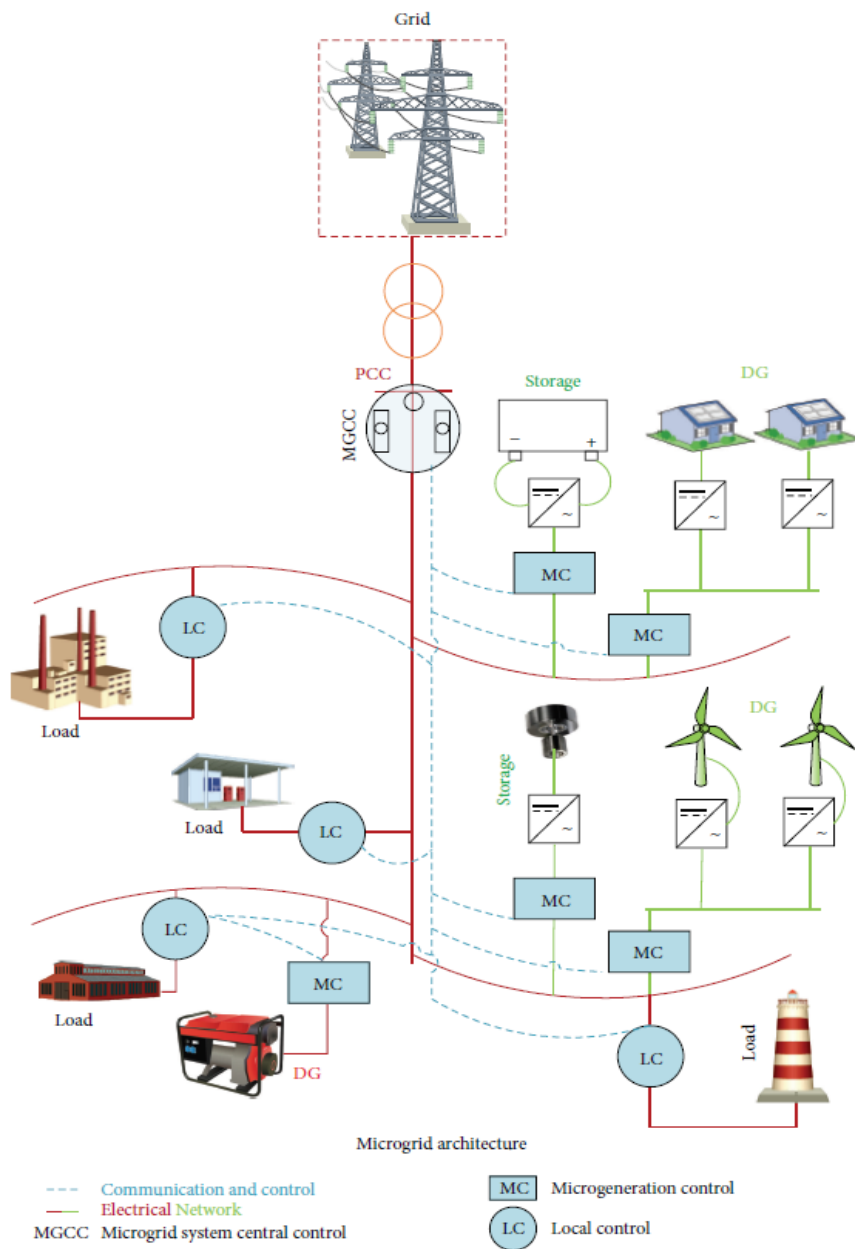 Grid
PCC
MGCC
Storage
DG
− +
~
~
~
MC
MC
LC
Load
DG
Storage
Load
LC
~
~
~
MC
MC
LC
MC
Load
DG
LC
Load
Microgrid architecture
Communication and control
Electrical Network
MGCC Microgrid system central control
MC Microgeneration control
LC Local control